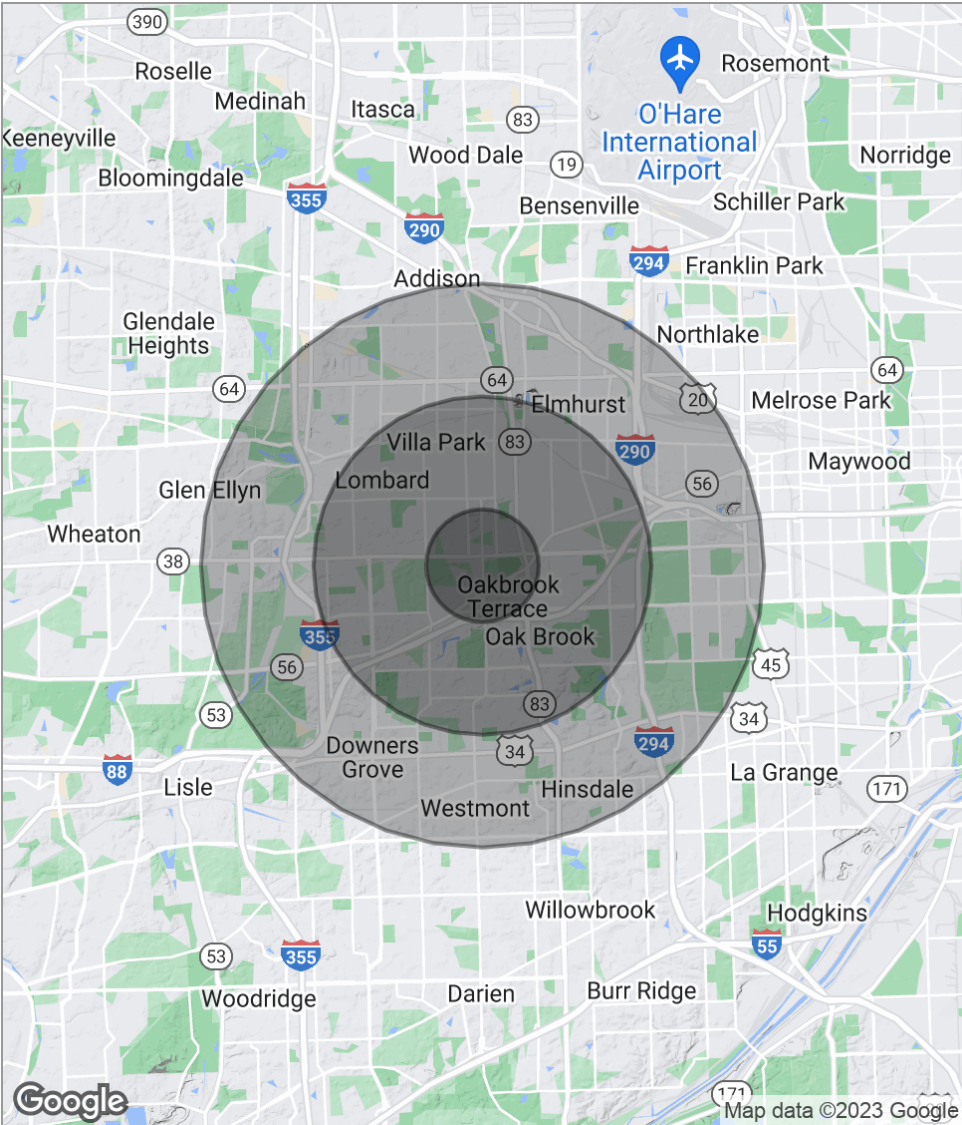 390
Roselle
Rosemont
Medinah
Itasca
O'Hare
International
Airport
83
Keeneyville
Wood Dale
19
Norridge
Bloomingdale
355
Bensenville
Schiller Park
290
294
Franklin Park
Addison
Glendale
Heights
Northlake
64
64
64
20
Melrose Park
Elmhurst
Villa Park
83
290
Maywood
Lombard
56
Glen Ellyn
Wheaton
38
Oakbrook
Terrace
355
Oak Brook
56
45
83
53
34
34
294
Downers
Grove
88
La Grange
Lisle
Hinsdale
171
Westmont
Willowbrook
Hodgkins
55
53
355
Woodridge
Darien
Burr Ridge
171
Google
Map data ©2023 Google